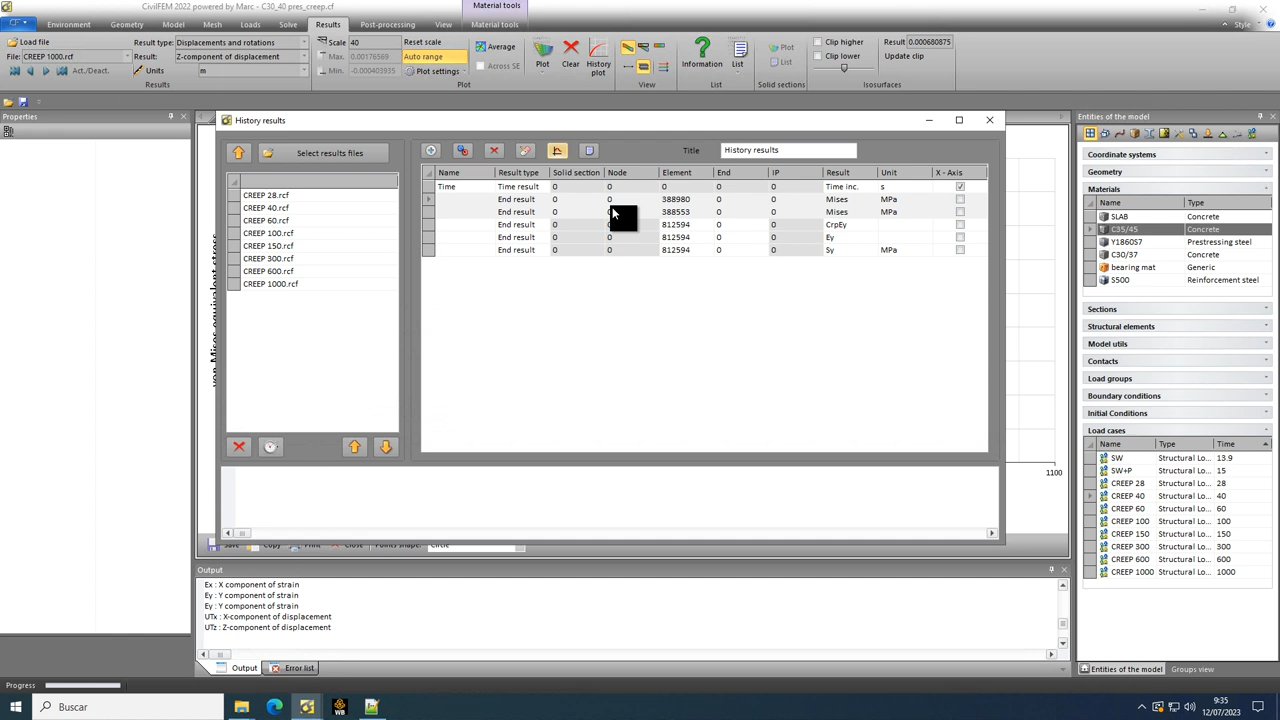 CivilFEM 2022 powered by Marc - C30_40 pres_creep.cf
Material tools
CF
Environment Geometry Model Mesh Loads Solve Results Post-processing View Material tools Style
Load file Result type: Displacements and rotations Scale 40 Reset scale Average Clip higher Result 0.000680875
File: CREEP 1000.rcf Result: Z-component of displacement Max. 0.00176569 Auto range Across SE Clip lower Update clip
Act./Deact. Units m Min. -0.000403935 Plot settings
Plot Clear History plot Information List Plot List
Results Plot View List Solid sections Isosurfaces
Properties
Entities of the model
History results
Select results files
Title History results
CREEP 28.rcf
CREEP 40.rcf
CREEP 60.rcf
CREEP 100.rcf
CREEP 150.rcf
CREEP 300.rcf
CREEP 600.rcf
CREEP 1000.rcf
Name Result type Solid section Node Element End IP Result Unit X - Axis
Time Time result 0 0 0 0 0 Time inc. s
End result 0 0 388980 0 0 Mises MPa
End result 0 0 388553 0 0 Mises MPa
End result 0 812594 0 0 CrpEy
End result 0 0 812594 0 0 Ey
End result 0 0 812594 0 0 Sy MPa
von Mises equivalent stress
1100
Save Copy Print Close Points shape: Circle
Coordinate systems
Geometry
Materials
Name Type
SLAB Concrete
C35/45 Concrete
Y1860S7 Prestressing steel
C30/37 Concrete
bearing mat Generic
S500 Reinforcement steel
Sections
Structural elements
Model utils
Contacts
Load groups
Boundary conditions
Initial Conditions
Load cases
Name Type Time
SW Structural Lo... 13.9
SW+P Structural Lo... 15
CREEP 28 Structural Lo... 28
CREEP 40 Structural Lo... 40
CREEP 60 Structural Lo... 60
CREEP 100 Structural Lo... 100
CREEP 150 Structural Lo... 150
CREEP 300 Structural Lo... 300
CREEP 600 Structural Lo... 600
CREEP 1000 Structural Lo... 1000
Output
Ex : X component of strain
Ey : Y component of strain
Ey : Y component of strain
UTx : X-component of displacement
UTz : Z-component of displacement
Output Error list
Entities of the model Groups view
Progress
Buscar
WB
9:35
12/07/2023